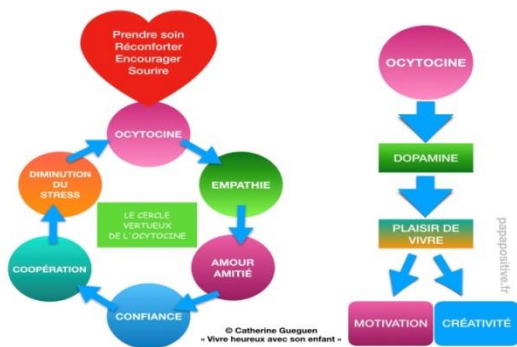 Prendre soin
Réconforter
Encourager
Sourire
OCYTOCINE
EMPATHIE
AMOUR
AMITIÉ
CONFIANCE
COOPÉRATION
DIMINUTION
DU
STRESS
LE CERCLE
VERTUEUX
DE L'OCYTOCINE
© Catherine Gueguen
« Vivre heureux avec son enfant »
OCYTOCINE
DOPAMINE
PLAISIR DE
VIVRE
MOTIVATION
CRÉATIVITÉ
papapositive.fr